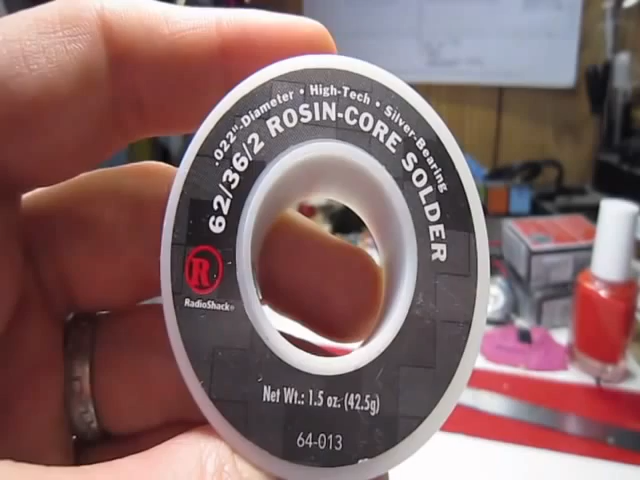 .022"-Diameter • High-Tech • Silver-Bearing
62/36/2 ROSIN-CORE SOLDER
R
RadioShack®
Net Wt.: 1.5 oz. (42.5g)
64-013